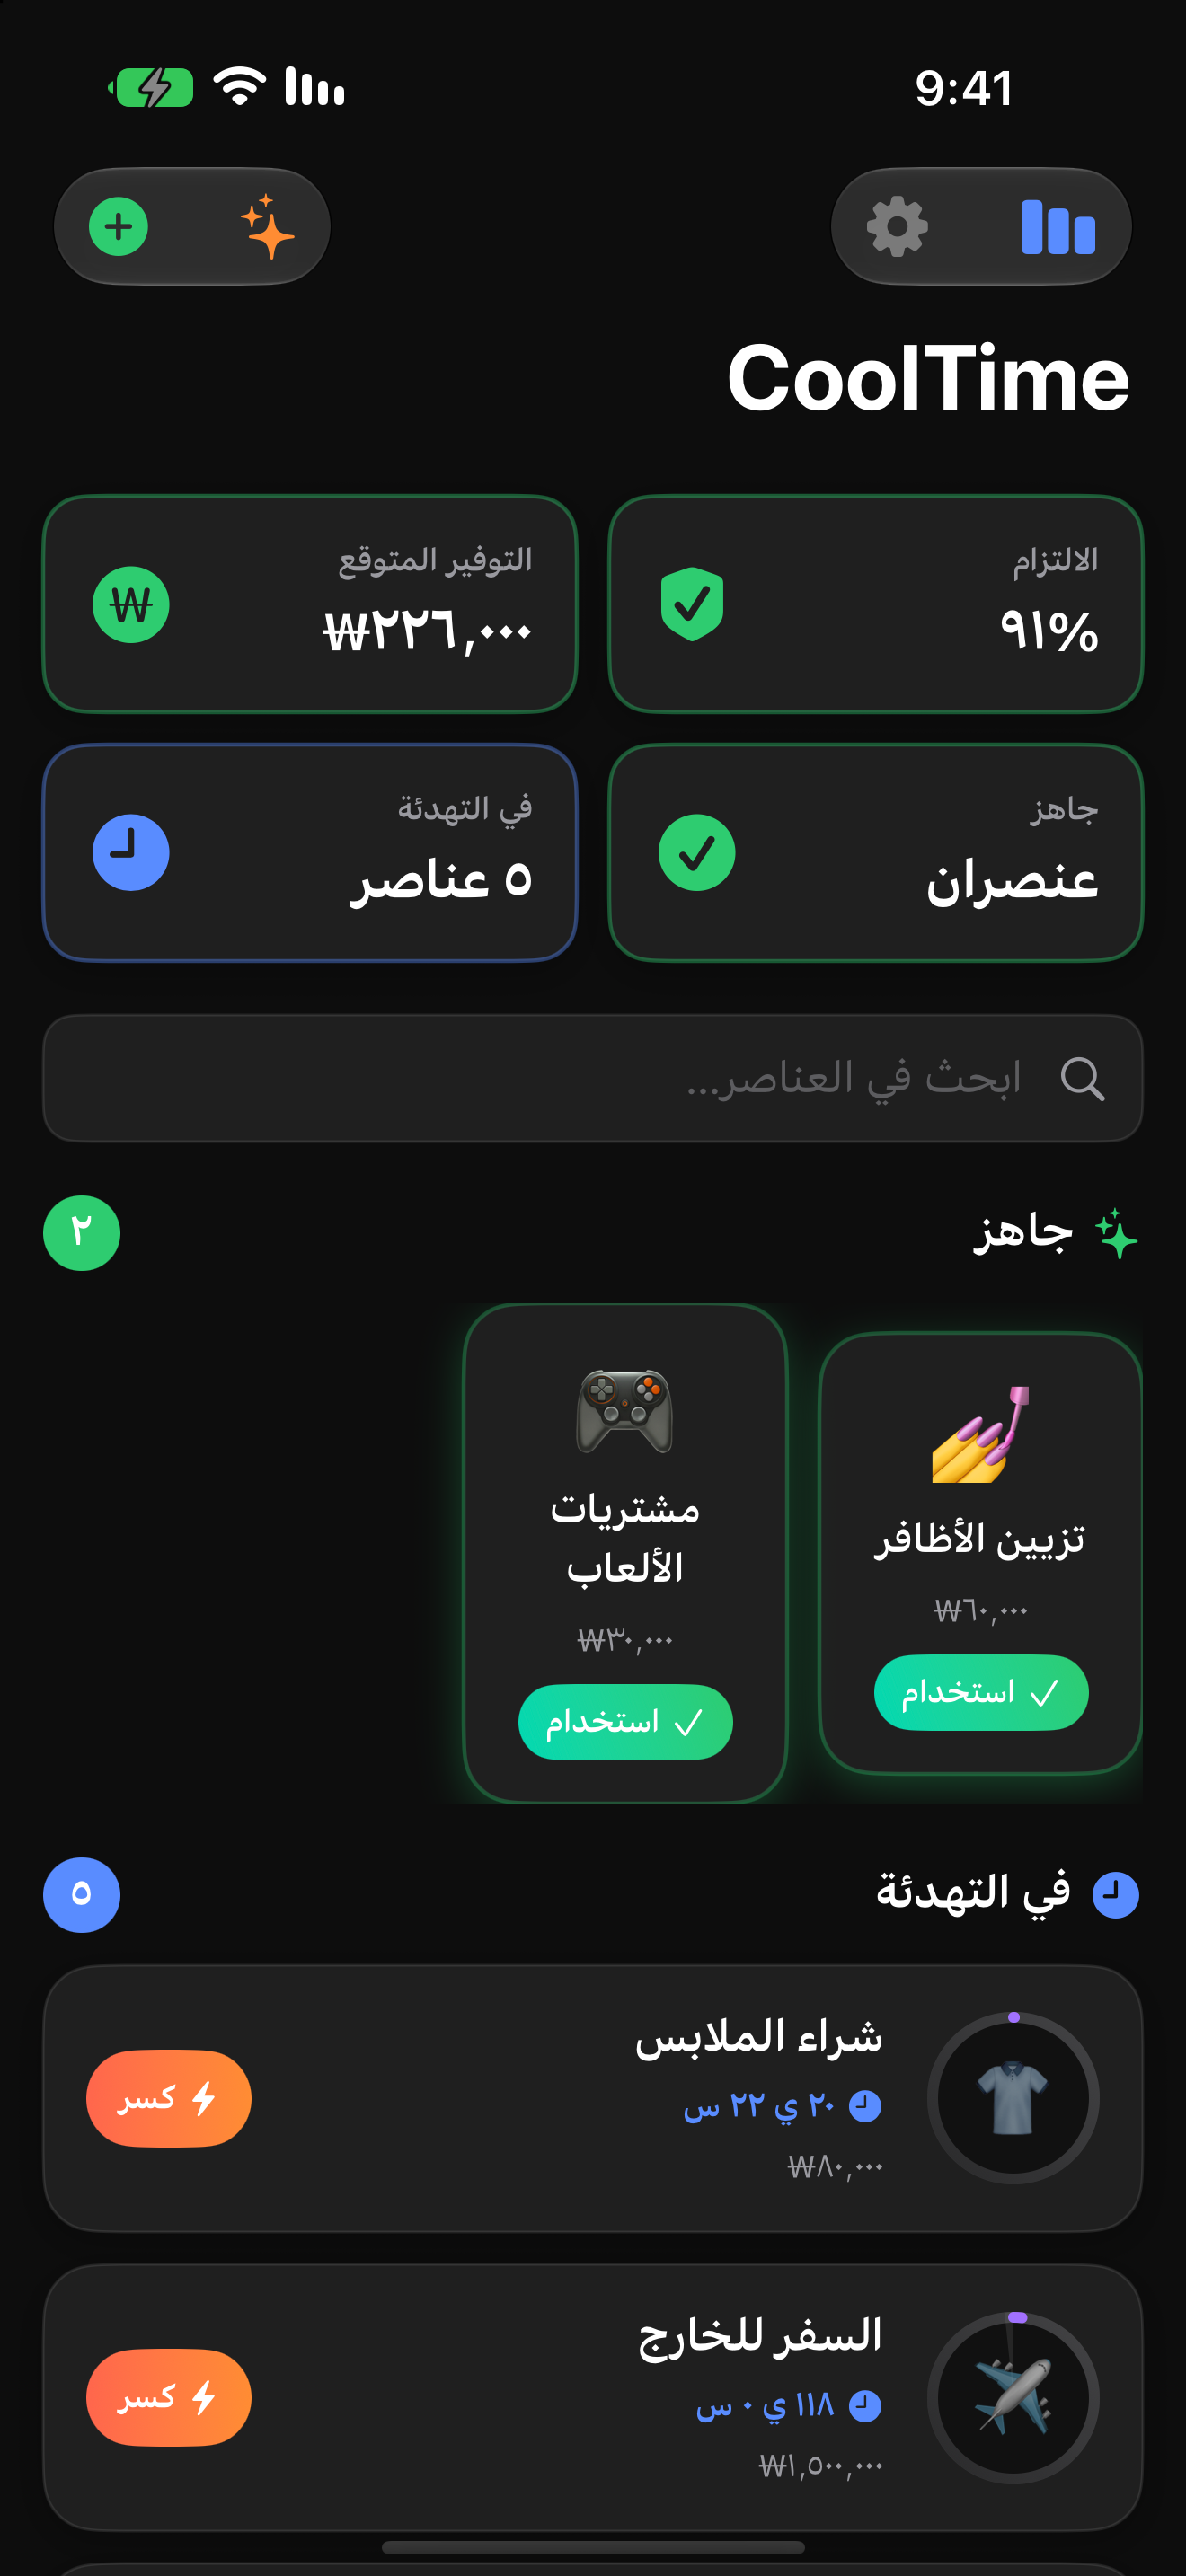 9:41
CoolTime
الالتزام
٩١%
التوفير المتوقع
₩٢٢٦,٠٠٠
جاهز
عنصران
في التهدئة
٥ عناصر
ابحث في العناصر...
جاهز
٢
تزيين الأظافر
₩٦٠,٠٠٠
استخدام
مشتريات
الألعاب
₩٣٠,٠٠٠
استخدام
في التهدئة
٥
شراء الملابس
٢٠ ي ٢٢ س
₩٨٠,٠٠٠
كسر
السفر للخارج
١١٨ ي ٠ س
₩١,٥٠٠,٠٠٠
كسر